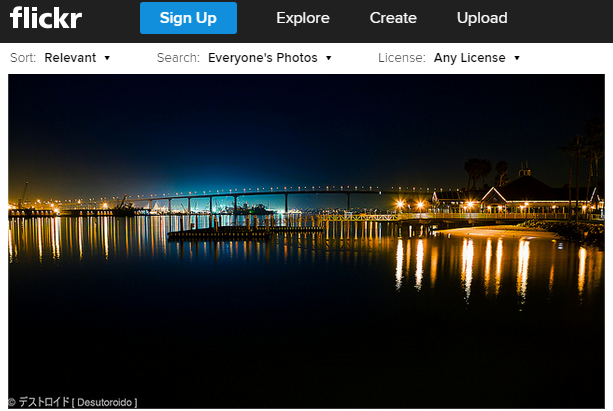 flickr Sign Up Explore Create Upload
Sort: Relevant ▼ Search: Everyone's Photos ▼ License: Any License ▼
© デストロイド [ Desutoroido ]